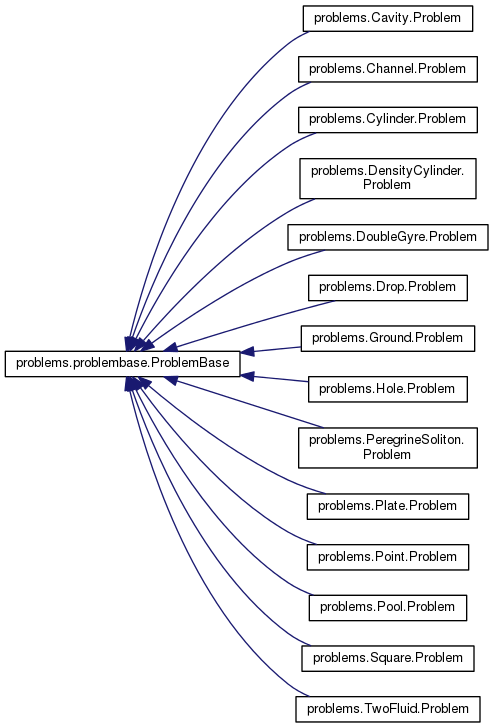 problems.Cavity.Problem
problems.Channel.Problem
problems.Cylinder.Problem
problems.DensityCylinder.
Problem
problems.DoubleGyre.Problem
problems.Drop.Problem
problems.Ground.Problem
problems.problembase.ProblemBase
problems.Hole.Problem
problems.PeregrineSoliton.
Problem
problems.Plate.Problem
problems.Point.Problem
problems.Pool.Problem
problems.Square.Problem
problems.TwoFluid.Problem